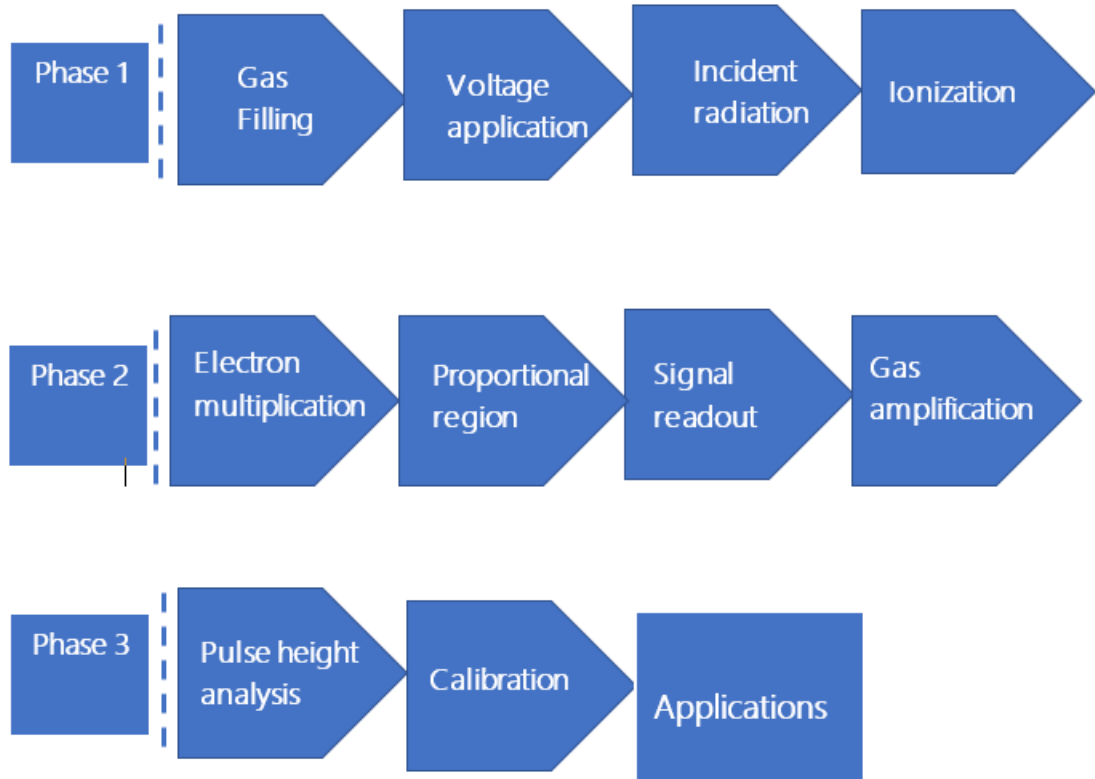 Phase 1
Gas
Filling
Voltage
application
Incident
radiation
Ionization
Phase 2
Electron
multiplication
Proportional
region
Signal
readout
Gas
amplification
Phase 3
Pulse height
analysis
Calibration
Applications